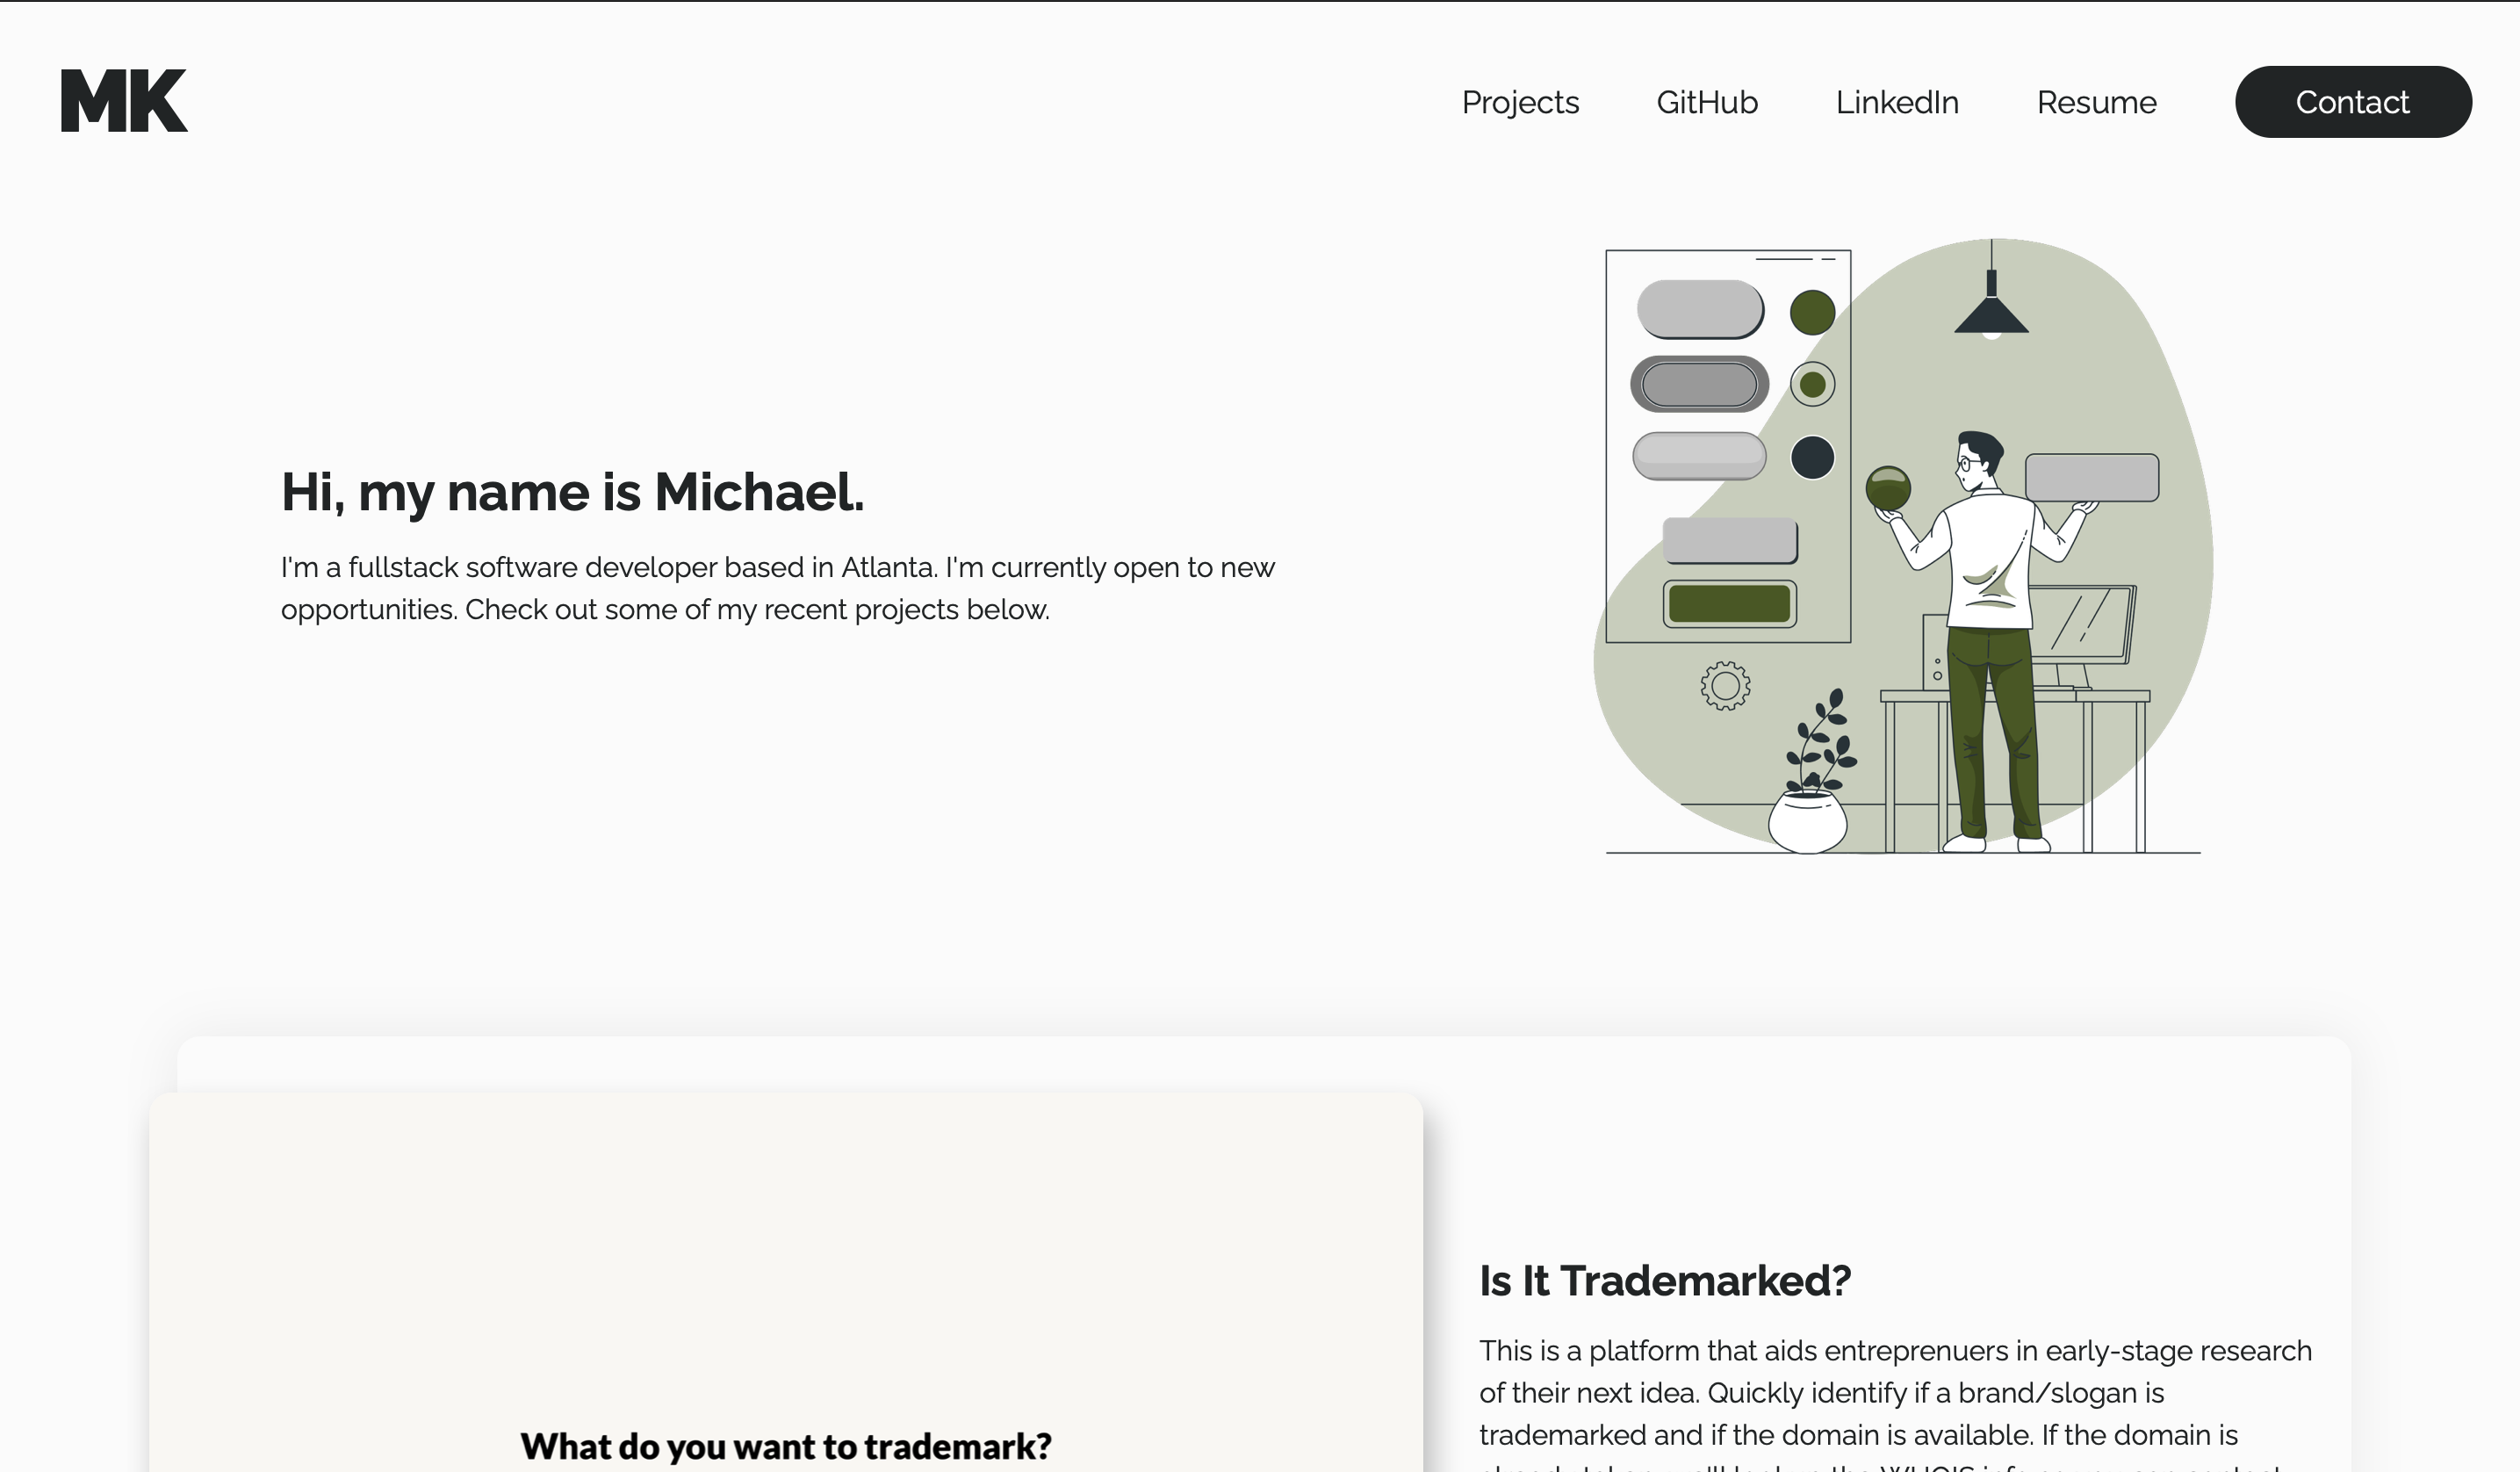 MK
Projects GitHub LinkedIn Resume Contact
Hi, my name is Michael.
I'm a fullstack software developer based in Atlanta. I'm currently open to new
opportunities. Check out some of my recent projects below.
Is It Trademarked?
This is a platform that aids entreprenuers in early-stage research
of their next idea. Quickly identify if a brand/slogan is
trademarked and if the domain is available. If the domain is
What do you want to trademark?